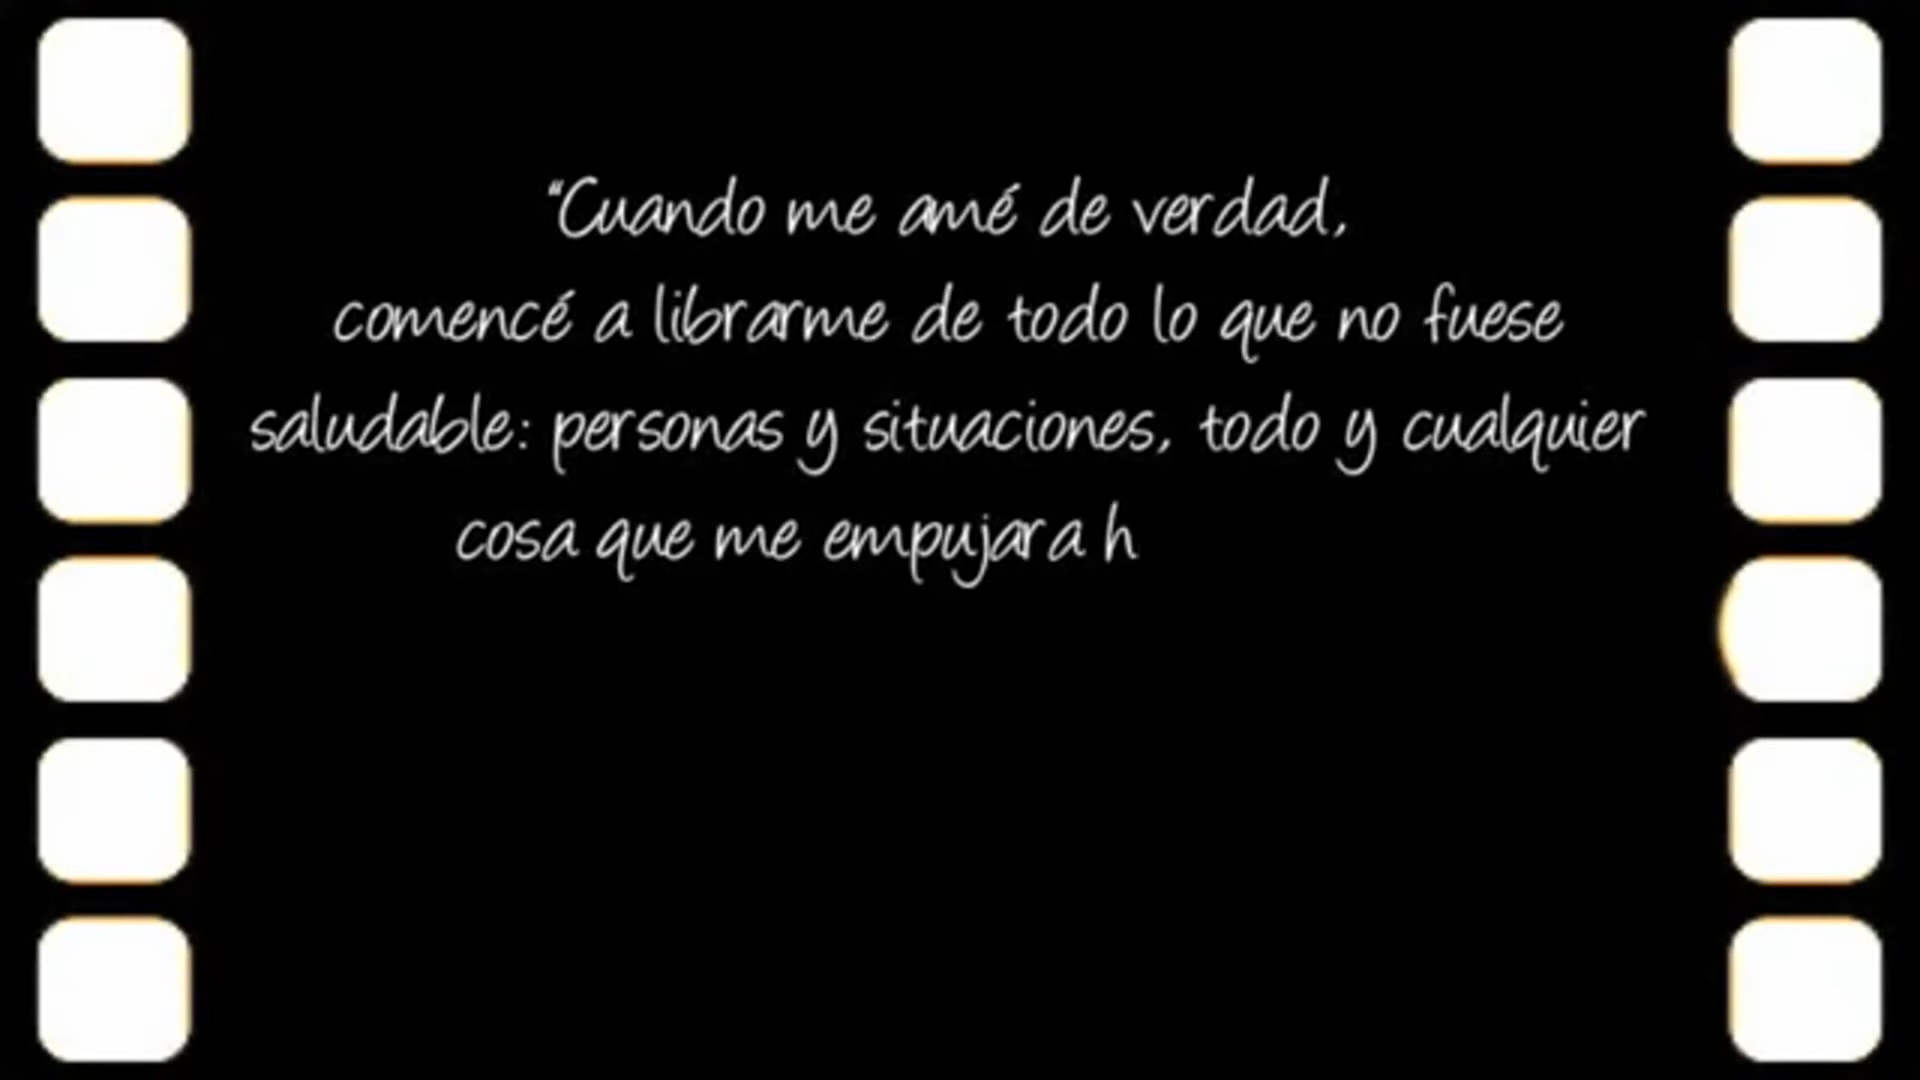 “Cuando me amé de verdad,
comencé a librarme de todo lo que no fuese
saludable: personas y situaciones, todo y cualquier
cosa que me empujara h